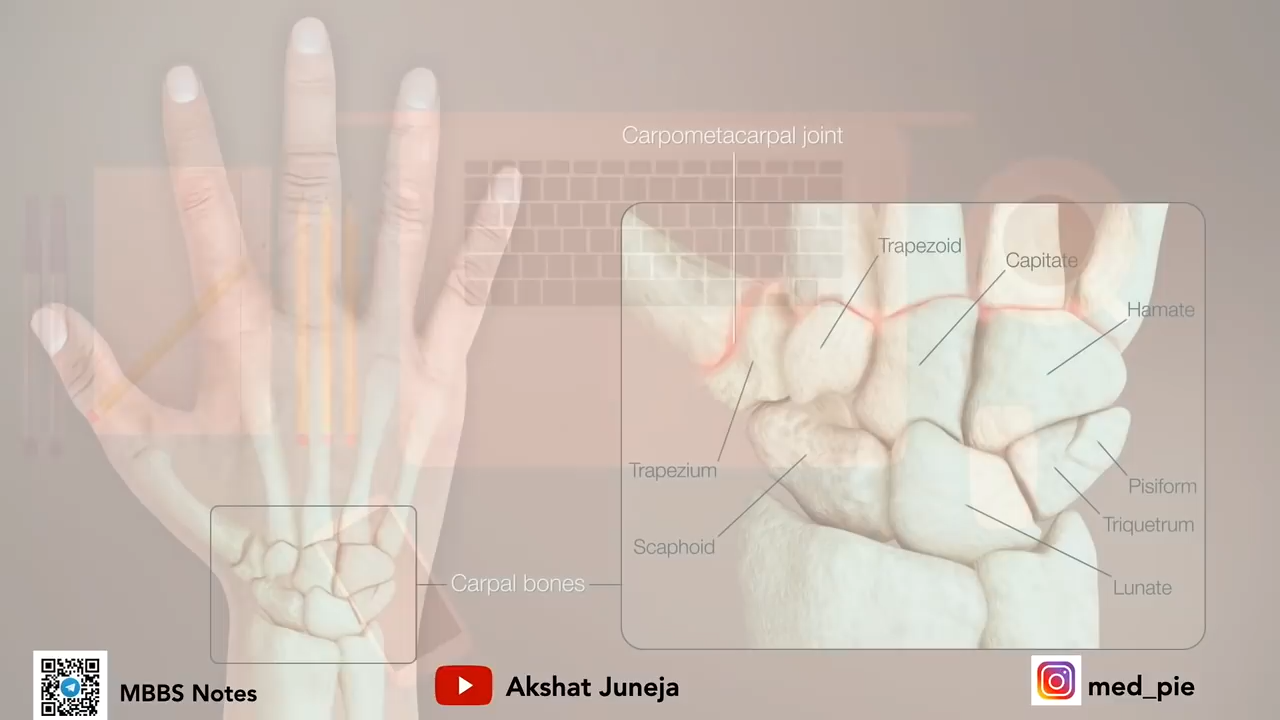 Carpometacarpal joint
Trapezoid
Capitate
Hamate
Trapezium
Pisiform
Triquetrum
Scaphoid
Carpal bones
Lunate
MBBS Notes
Akshat Juneja
med_pie